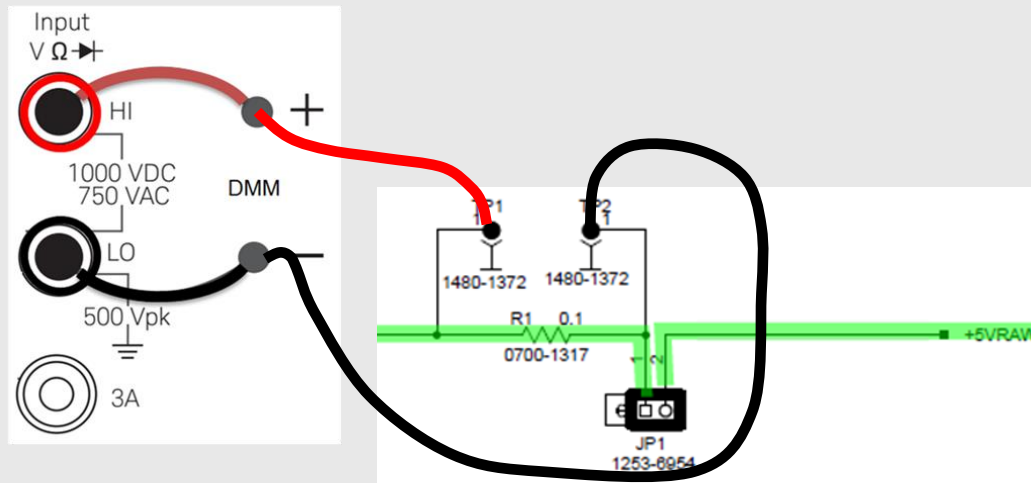 Input
V Ω
HI
+
1000 VDC
750 VAC
DMM
LO
−
500 Vpk
3A
TP1
1
TP2
1
1480-1372
1480-1372
R1 0.1
0700-1317
1 2
+5VRAW
JP1
1253-6954